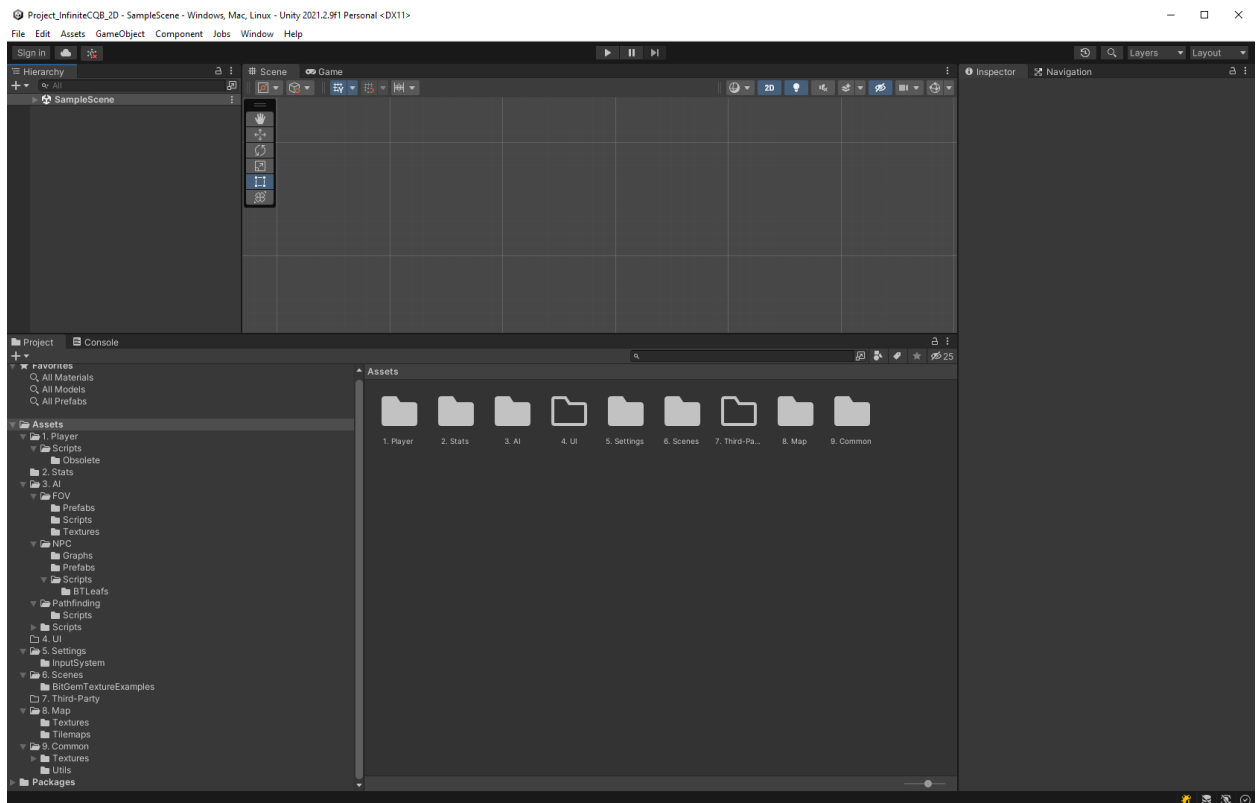 Project_InfiniteCQB_2D - SampleScene - Windows, Mac, Linux - Unity 2021.2.9f1 Personal <DX11>
File Edit Assets GameObject Component Jobs Window Help
Sign in
Layers
Layout
Hierarchy
Scene
Game
Inspector
Navigation
All
2D
SampleScene
Project
Console
25
Favorites
All Materials
All Models
All Prefabs
Assets
1. Player
Scripts
Obsolete
2. Stats
3. AI
FOV
Prefabs
Scripts
Textures
NPC
Graphs
Prefabs
Scripts
BTLeafs
Pathfinding
Scripts
Scripts
4. UI
5. Settings
InputSystem
6. Scenes
BitGemTextureExamples
7. Third-Party
8. Map
Textures
Tilemaps
9. Common
Textures
Utils
Packages
Assets
1. Player
2. Stats
3. AI
4. UI
5. Settings
6. Scenes
7. Third-Pa...
8. Map
9. Common